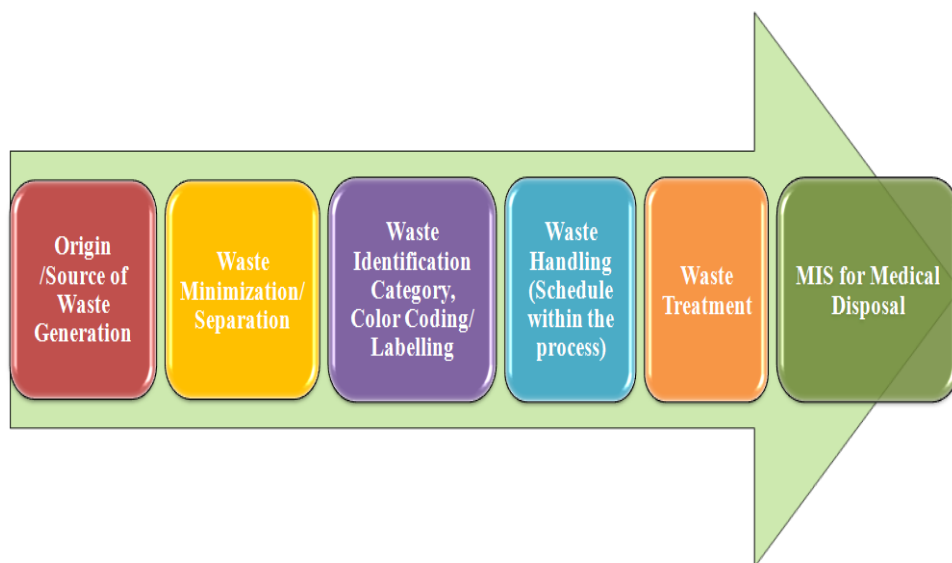 Origin
/Source of
Waste
Generation
Waste
Minimization/
Separation
Waste
Identification
Category,
Color Coding/
Labelling
Waste
Handling
(Schedule
within the
process)
Waste
Treatment
MIS for Medical
Disposal